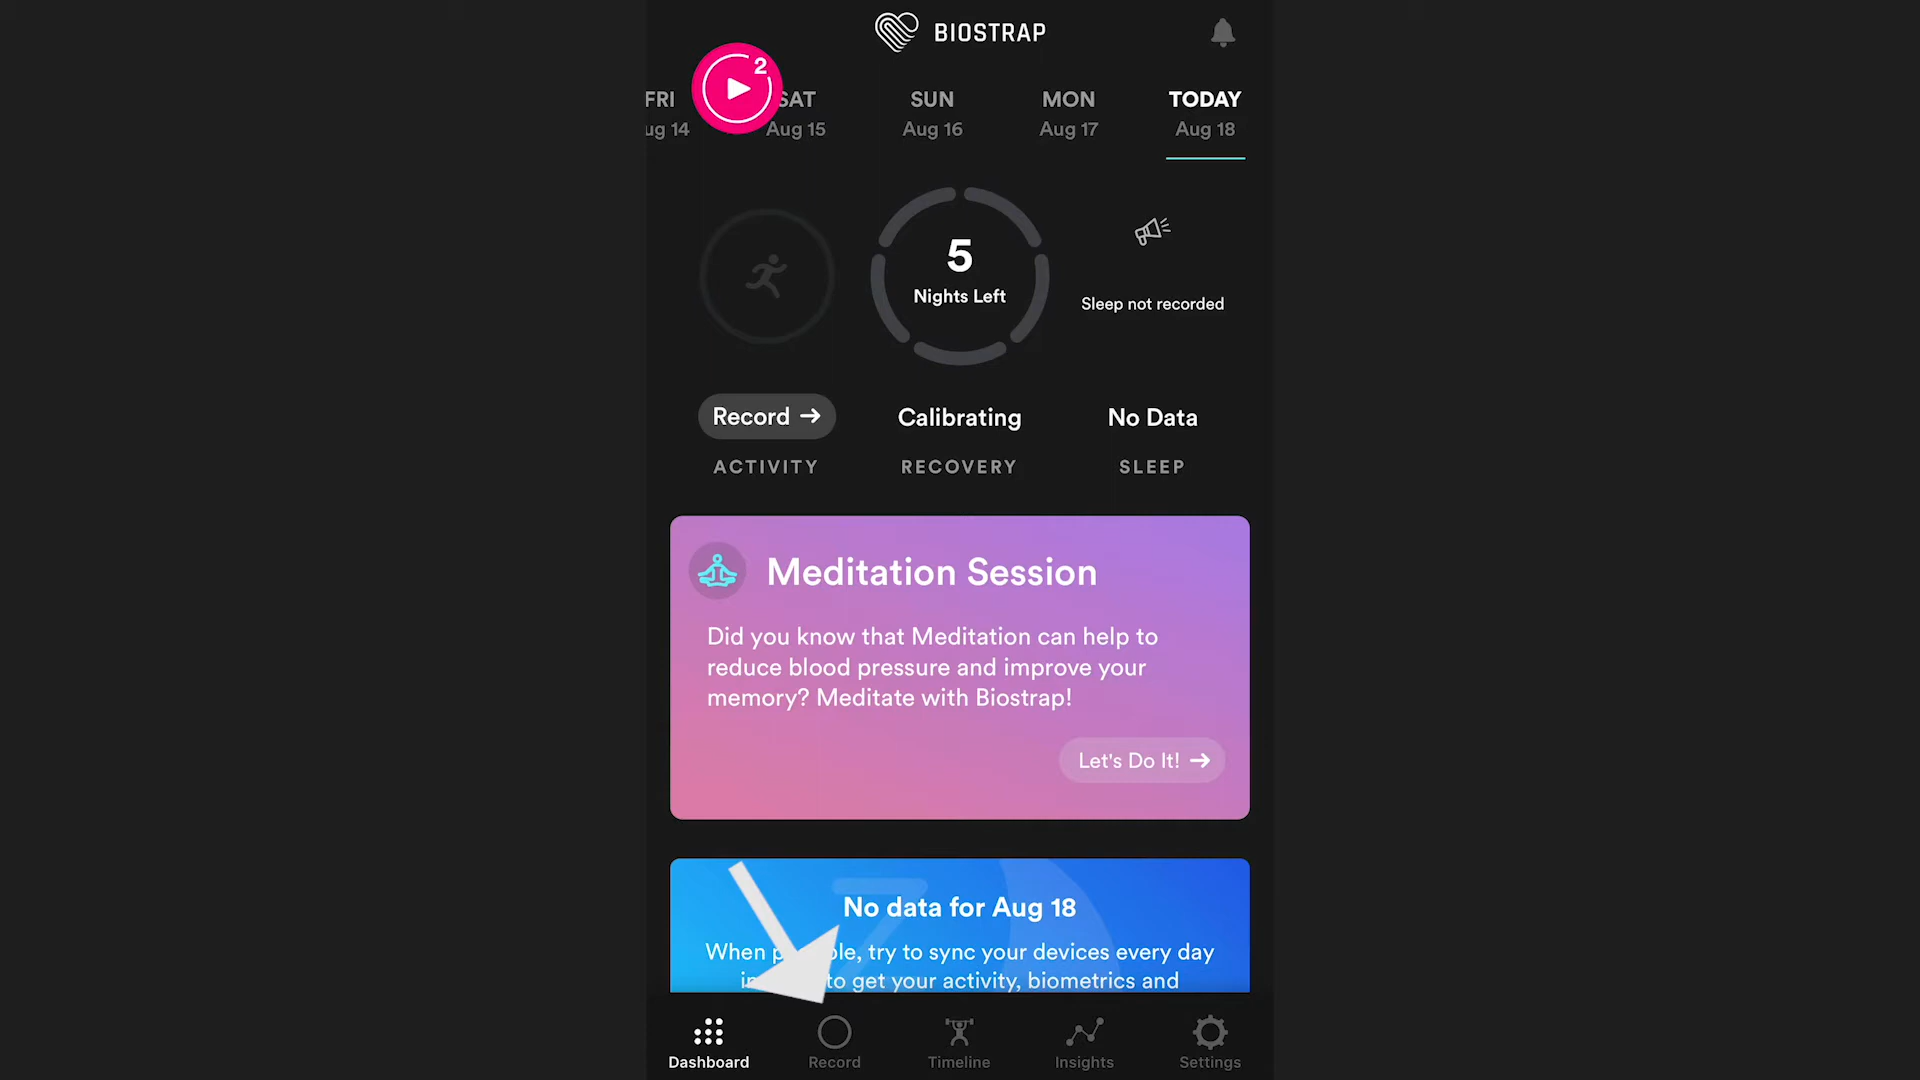 BIOSTRAP
2
FRI SAT SUN MON TODAY
ug 14 Aug 15 Aug 16 Aug 17 Aug 18
5
Nights Left
Sleep not recorded
Record → Calibrating No Data
ACTIVITY RECOVERY SLEEP
Meditation Session
Did you know that Meditation can help to
reduce blood pressure and improve your
memory? Meditate with Biostrap!
Let's Do It! →
No data for Aug 18
When ble, try to sync your devices every day
to get your activity, biometrics and
Dashboard Record Timeline Insights Settings